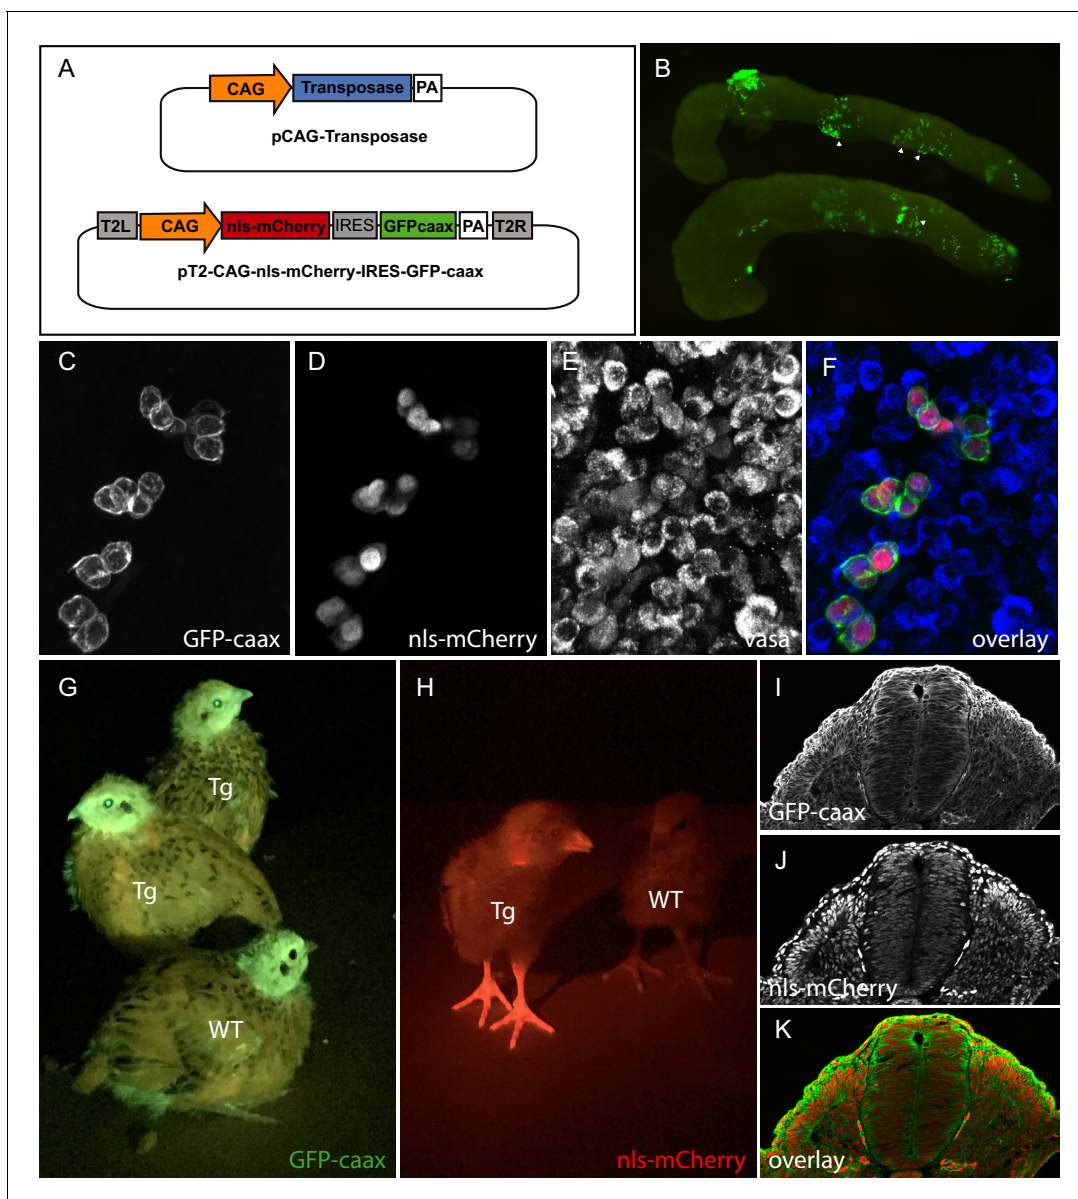 A
CAG Transposase PA
pCAG-Transposase
T2L CAG nls-mCherry IRES GFPcaax PA T2R
pT2-CAG-nls-mCherry-IRES-GFP-caax
B
C
GFP-caax
D
nls-mCherry
E
vasa
F
overlay
G
Tg
Tg
WT
GFP-caax
H
Tg
WT
nls-mCherry
I
GFP-caax
J
nls-mCherry
K
overlay